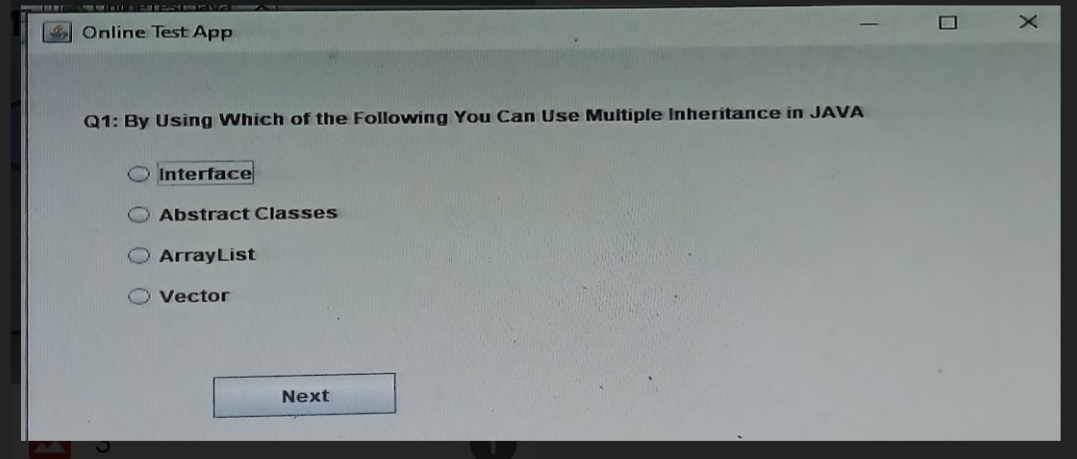 Online Test App
Q1: By Using Which of the Following You Can Use Multiple Inheritance in JAVA
Interface
Abstract Classes
ArrayList
Vector
Next